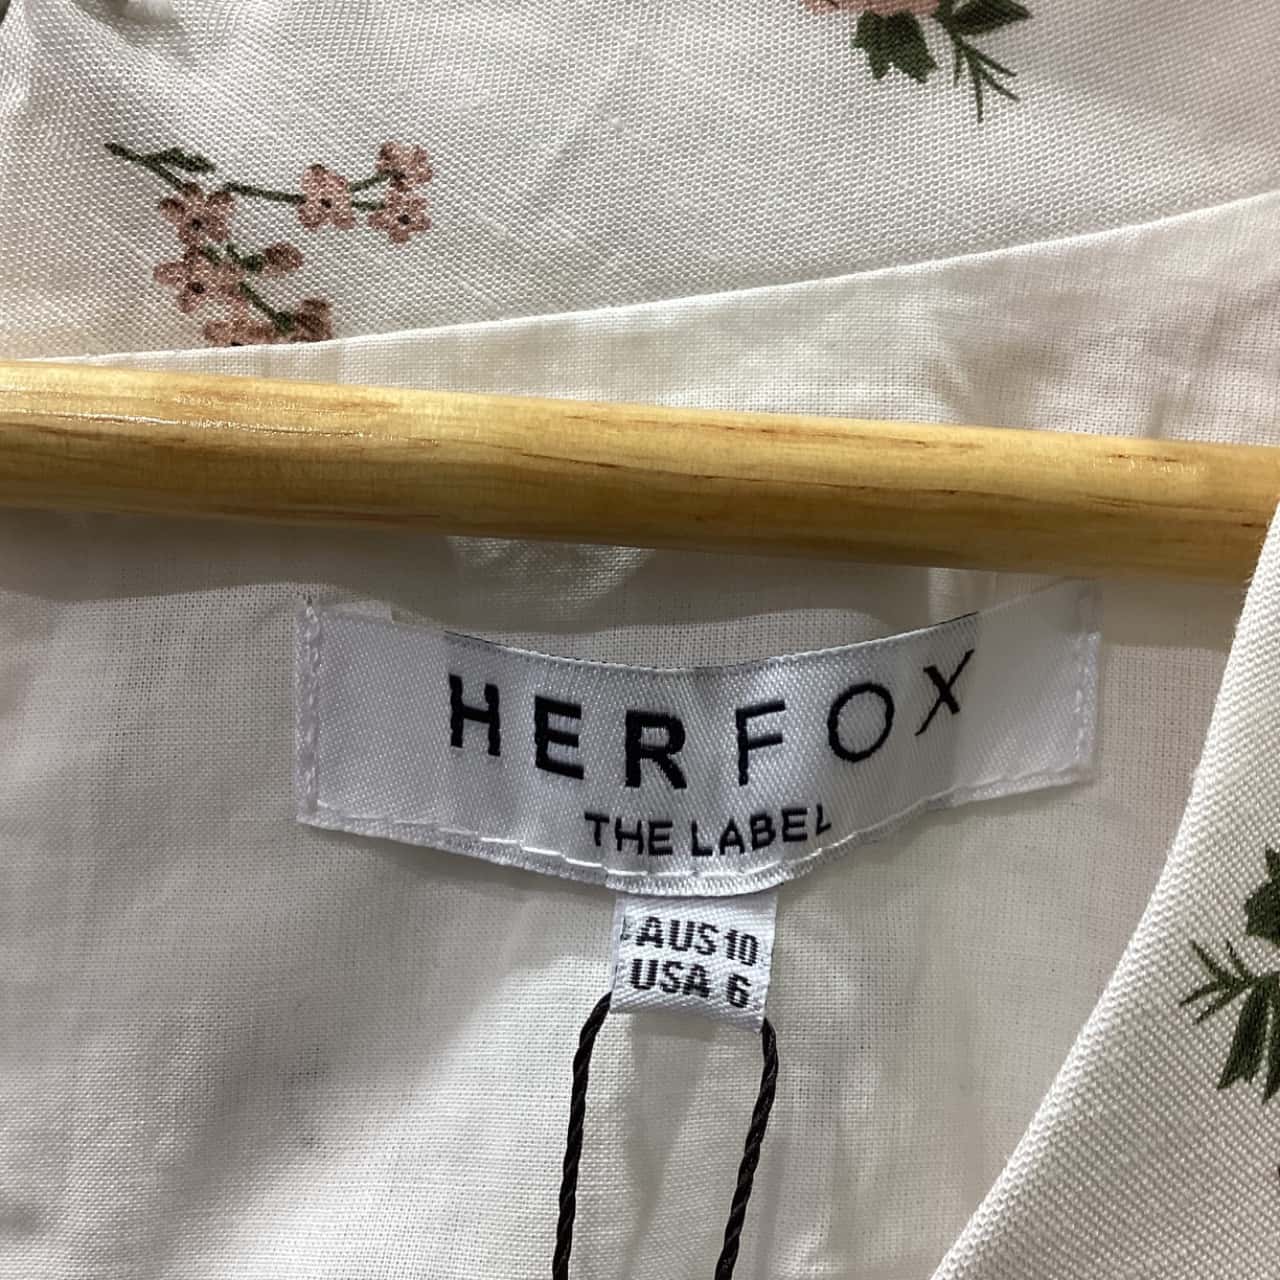 HERFOX
THE LABEL
AUS 10
USA 6